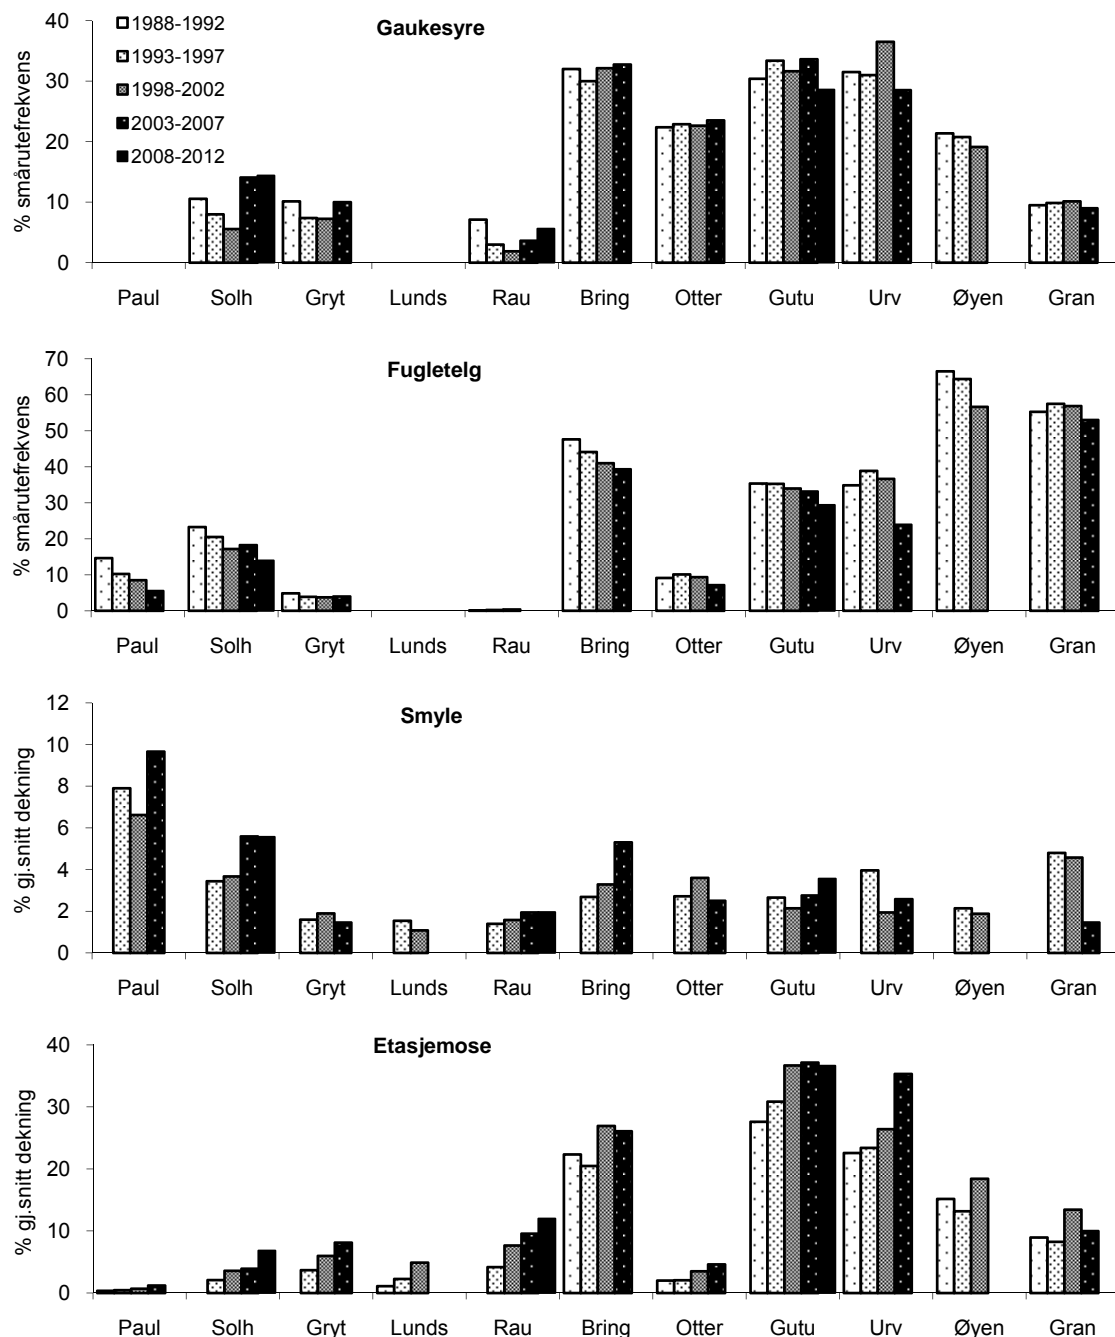 Gaukesyre
1988-1992
1993-1997
1998-2002
2003-2007
2008-2012
% smårutefrekvens
40
30
20
10
0
Paul Solh Gryt Lunds Rau Bring Otter Gutu Urv Øyen Gran
Fugletelg
% smårutefrekvens
70
60
50
40
30
20
10
0
Paul Solh Gryt Lunds Rau Bring Otter Gutu Urv Øyen Gran
Smyle
% gj.snitt dekning
12
10
8
6
4
2
0
Paul Solh Gryt Lunds Rau Bring Otter Gutu Urv Øyen Gran
Etasjemose
% gj.snitt dekning
40
30
20
10
0
Paul Solh Gryt Lunds Rau Bring Otter Gutu Urv Øyen Gran